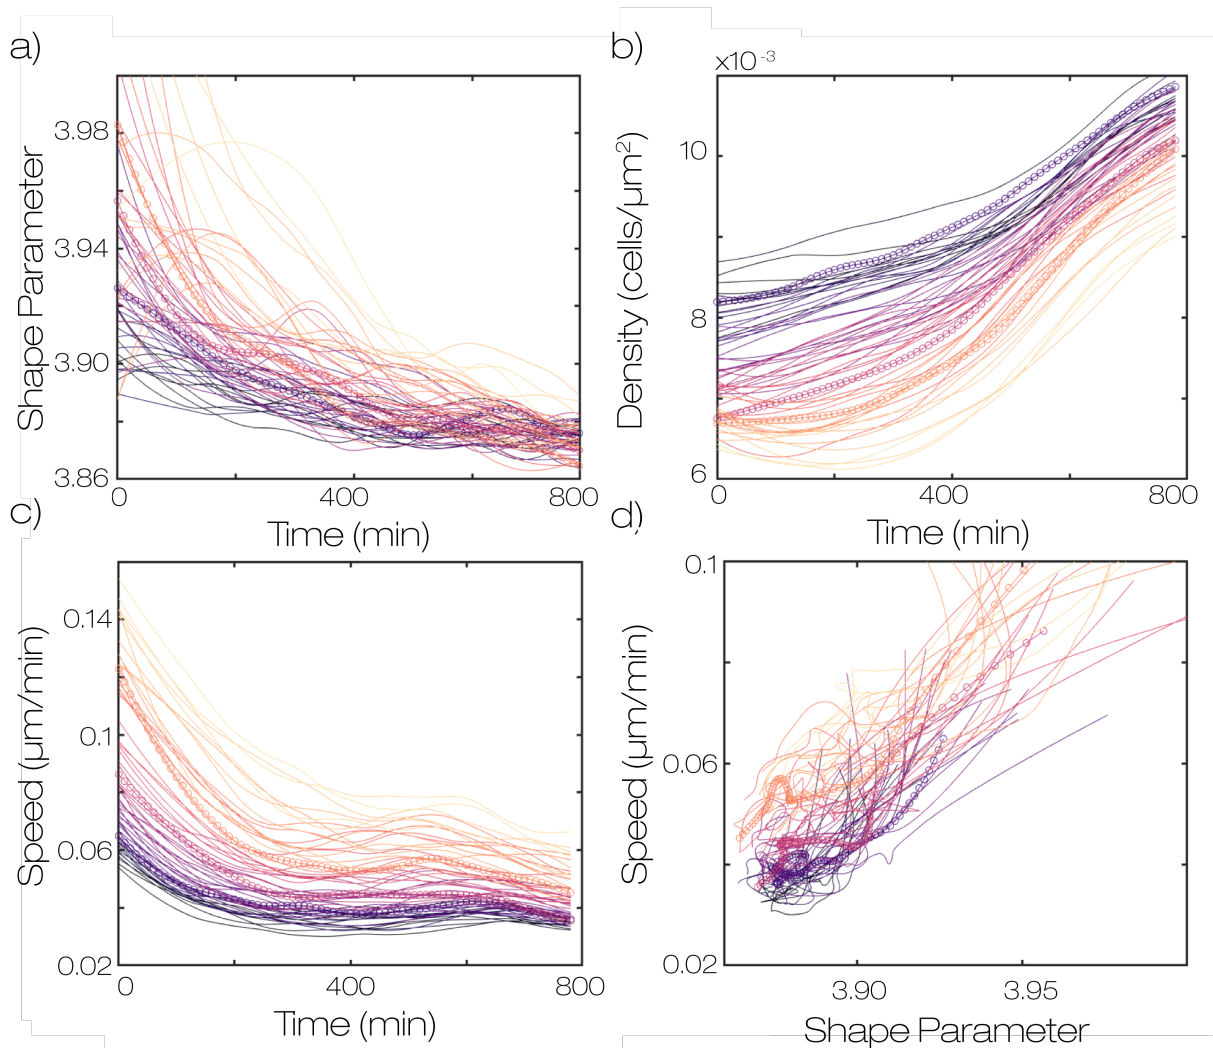 a)
Shape Parameter
3.98
3.94
3.90
3.86
0
400
800
Time (min)
b)
x10 -3
Density (cells/µm2)
10
8
6
0
400
800
Time (min)
c)
Speed (µm/min)
0.14
0.1
0.06
0.02
0
400
800
Time (min)
d)
Speed (µm/min)
0.1
0.06
0.02
3.90
3.95
Shape Parameter